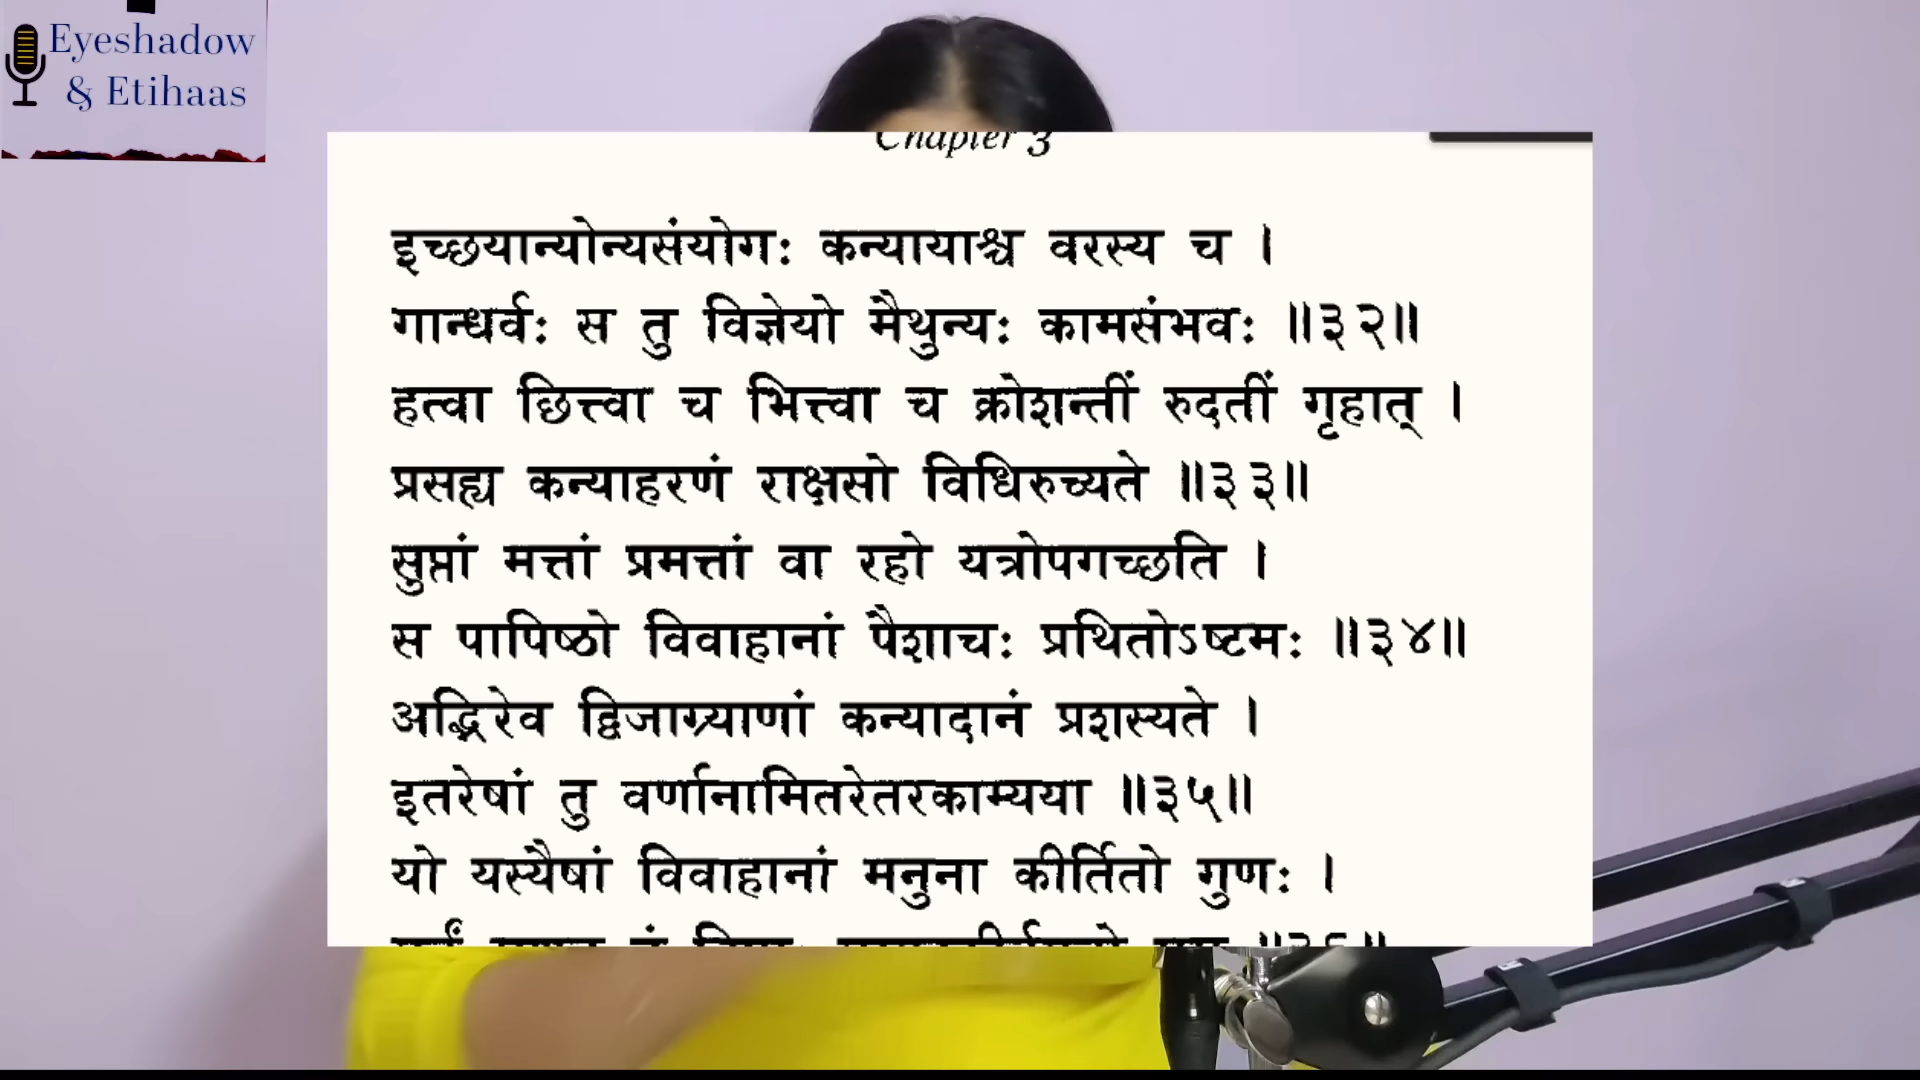 Eyeshadow
& Etihaas
Chapter 3
इच्छयान्योन्यसंयोगः कन्यायाश्च वरस्य च ।
गान्धर्वः स तु विज्ञेयो मैथुन्यः कामसंभवः ॥३२॥
हत्वा छित्त्वा च भित्त्वा च क्रोशन्तीं रुदतीं गृहात् ।
प्रसह्य कन्याहरणं राक्षसो विधिरुच्यते ॥३३॥
सुप्तां मत्तां प्रमत्तां वा रहो यत्रोपगच्छति ।
स पापिष्ठो विवाहानां पैशाचः प्रथितोऽष्टमः ॥३४॥
अद्भिरेव द्विजाग्र्याणां कन्यादानं प्रशस्यते ।
इतरेषां तु वर्णानामितरेतरकाम्यया ॥३५॥
यो यस्यैषां विवाहानां मनुना कीर्तितो गुणः ।